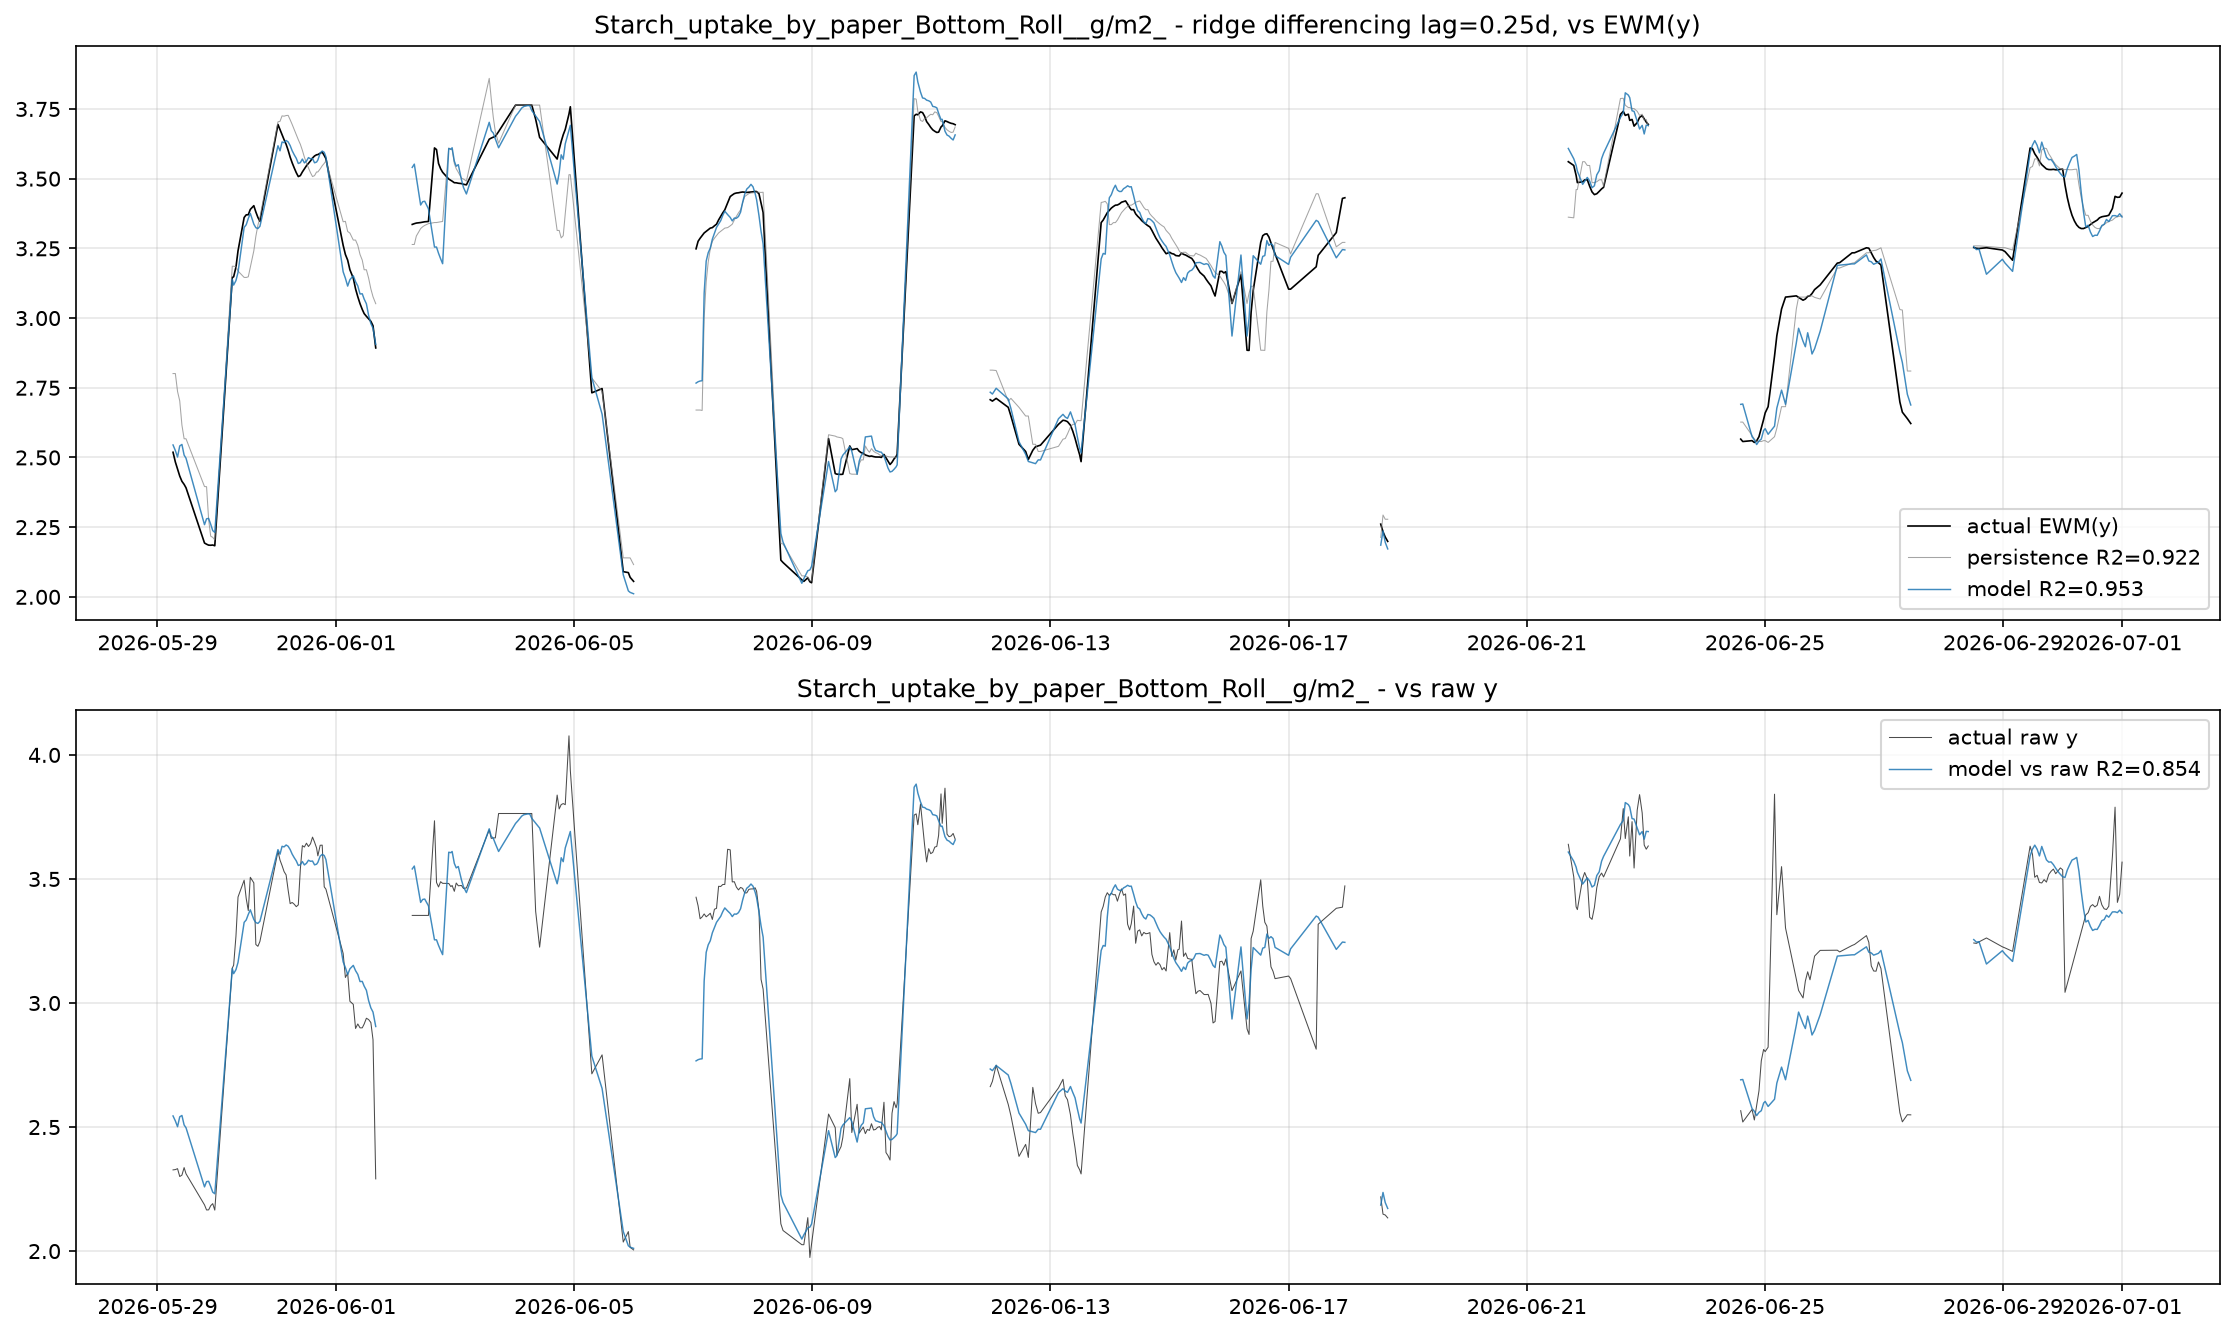 Starch_uptake_by_paper_Bottom_Roll__g/m2_ - ridge differencing lag=0.25d, vs EWM(y)
3.75
3.50
3.25
3.00
2.75
2.50
2.25
2.00
actual EWM(y)
persistence R2=0.922
model R2=0.953
2026-05-29 2026-06-01 2026-06-05 2026-06-09 2026-06-13 2026-06-17 2026-06-21 2026-06-25 2026-06-29 2026-07-01
Starch_uptake_by_paper_Bottom_Roll__g/m2_ - vs raw y
actual raw y
model vs raw R2=0.854
4.0
3.5
3.0
2.5
2.0
2026-05-29 2026-06-01 2026-06-05 2026-06-09 2026-06-13 2026-06-17 2026-06-21 2026-06-25 2026-06-29 2026-07-01